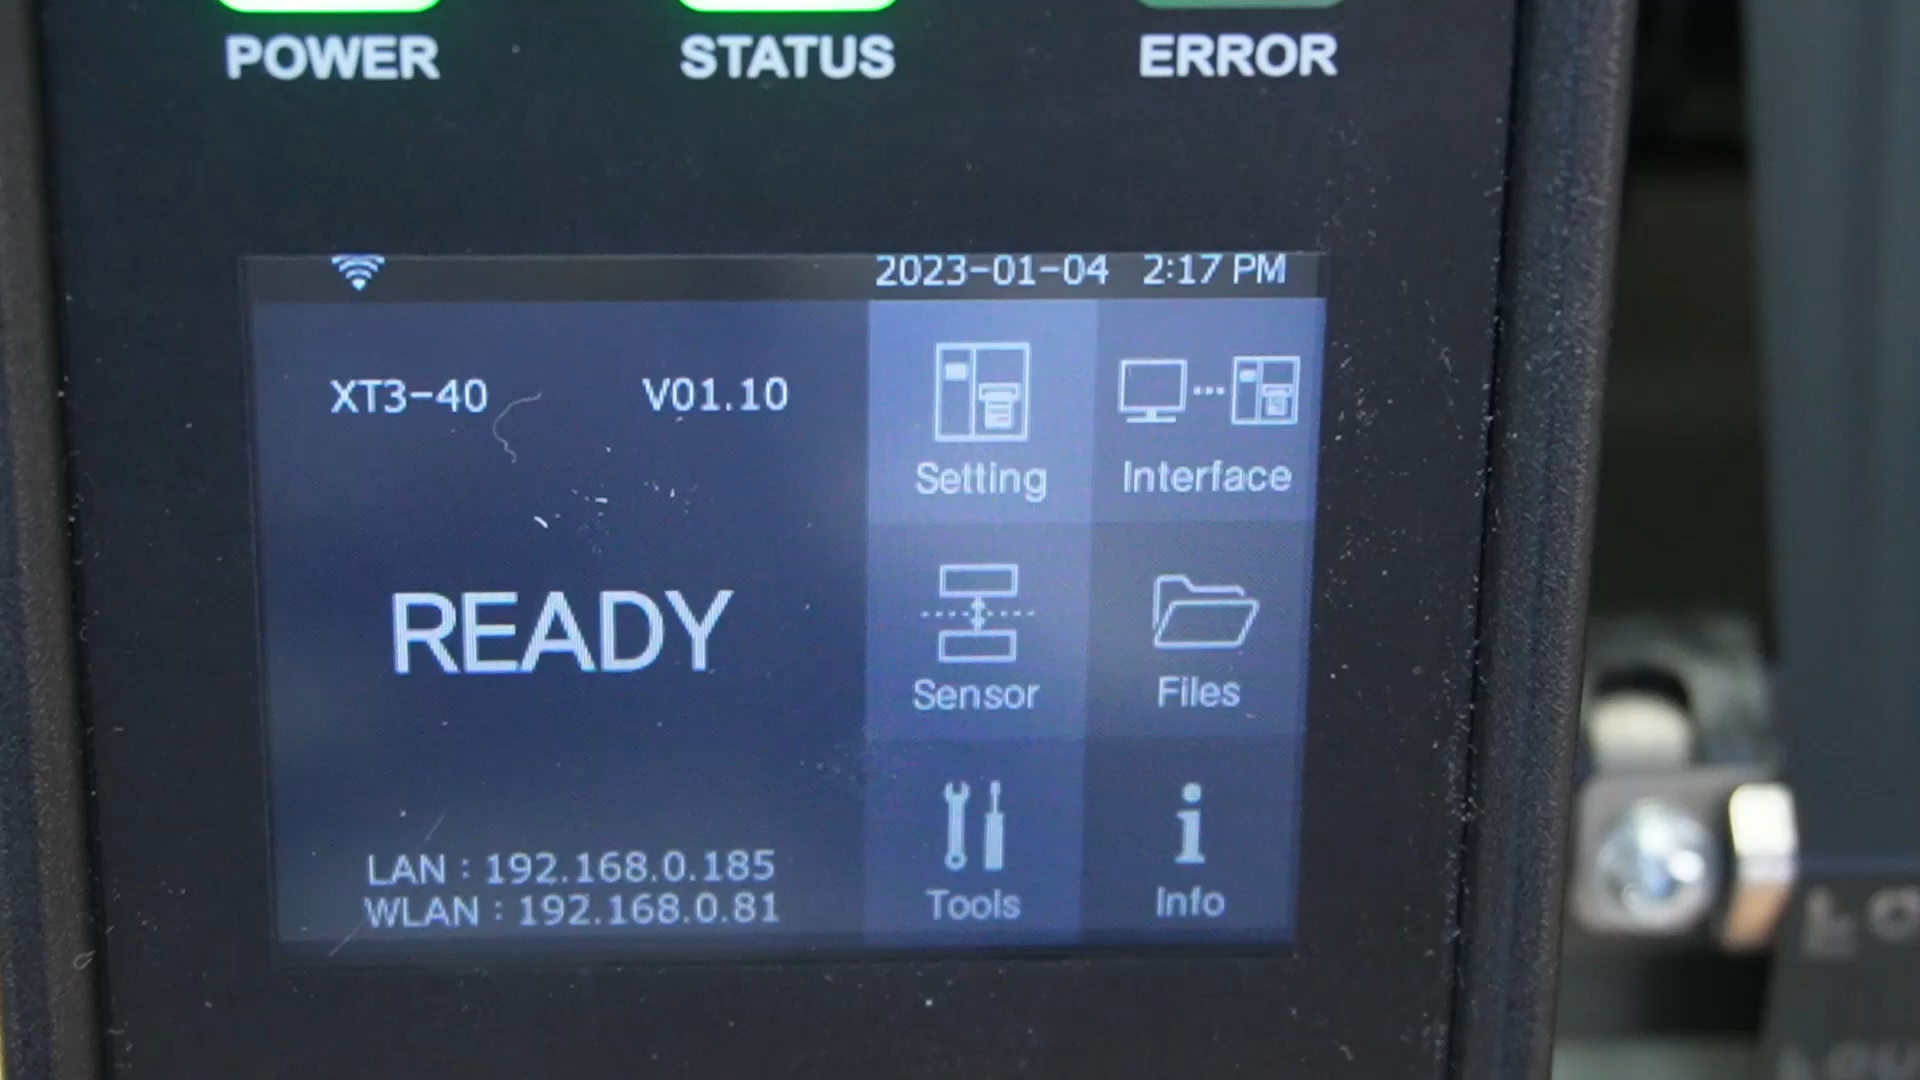 POWER STATUS ERROR
2023-01-04 2:17 PM
XT3-40 V01.10
Setting Interface
READY
Sensor Files
LAN : 192.168.0.185
WLAN : 192.168.0.81
Tools Info